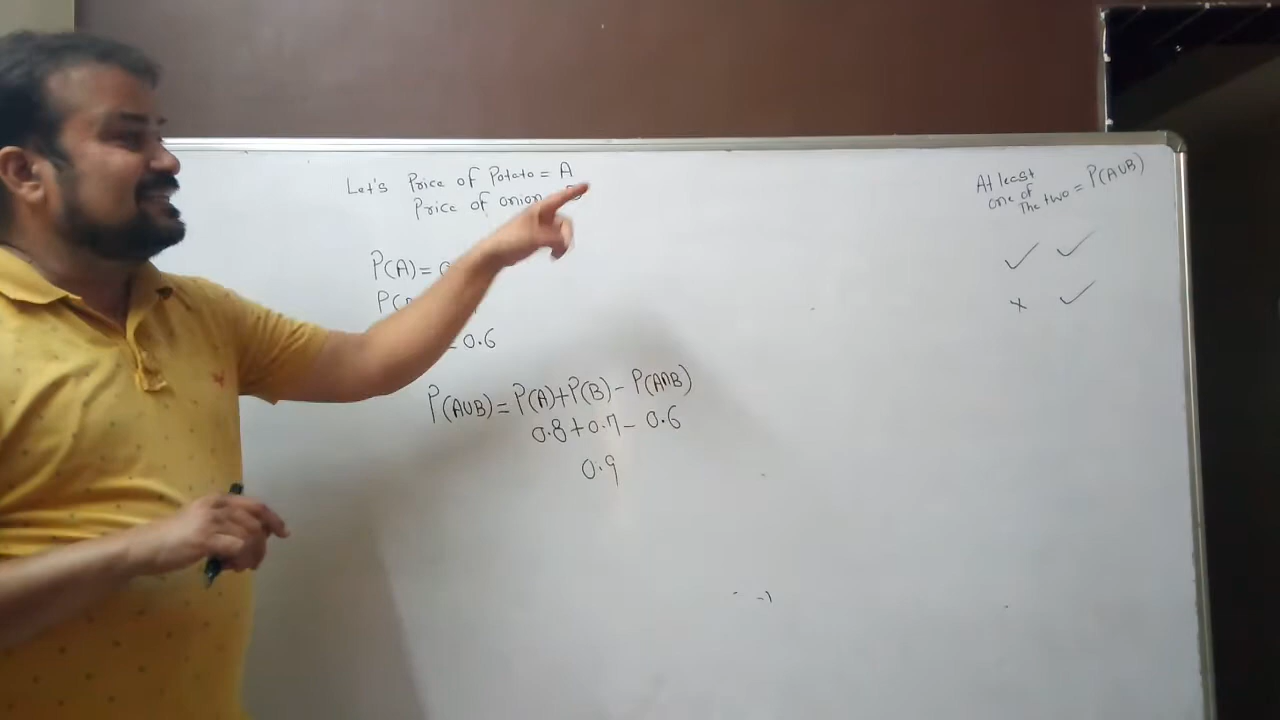 Let's Price of Potato = A
Price of onion
P(A) =
P(
= 0.6
P(A∪B) = P(A)+P(B) - P(A∩B)
0.8 + 0.7 - 0.6
0.9
At least
one of
The two = P(A∪B)
✓ ✓
× ✓